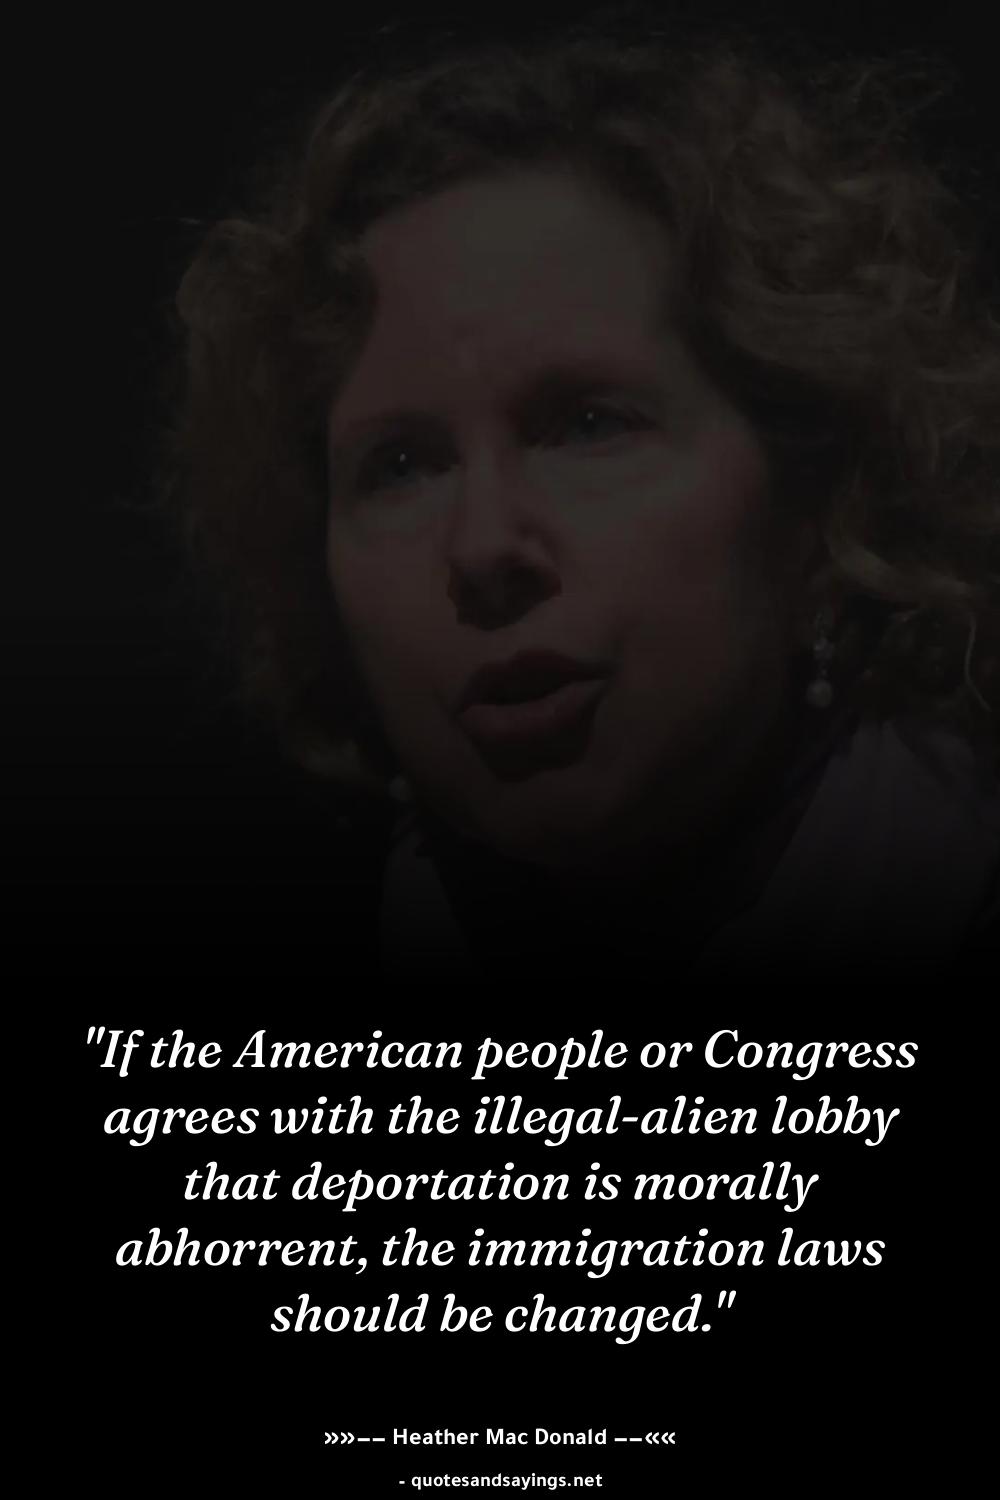 "If the American people or Congress
agrees with the illegal-alien lobby
that deportation is morally
abhorrent, the immigration laws
should be changed."
»»−− Heather Mac Donald −−««
- quotesandsayings.net